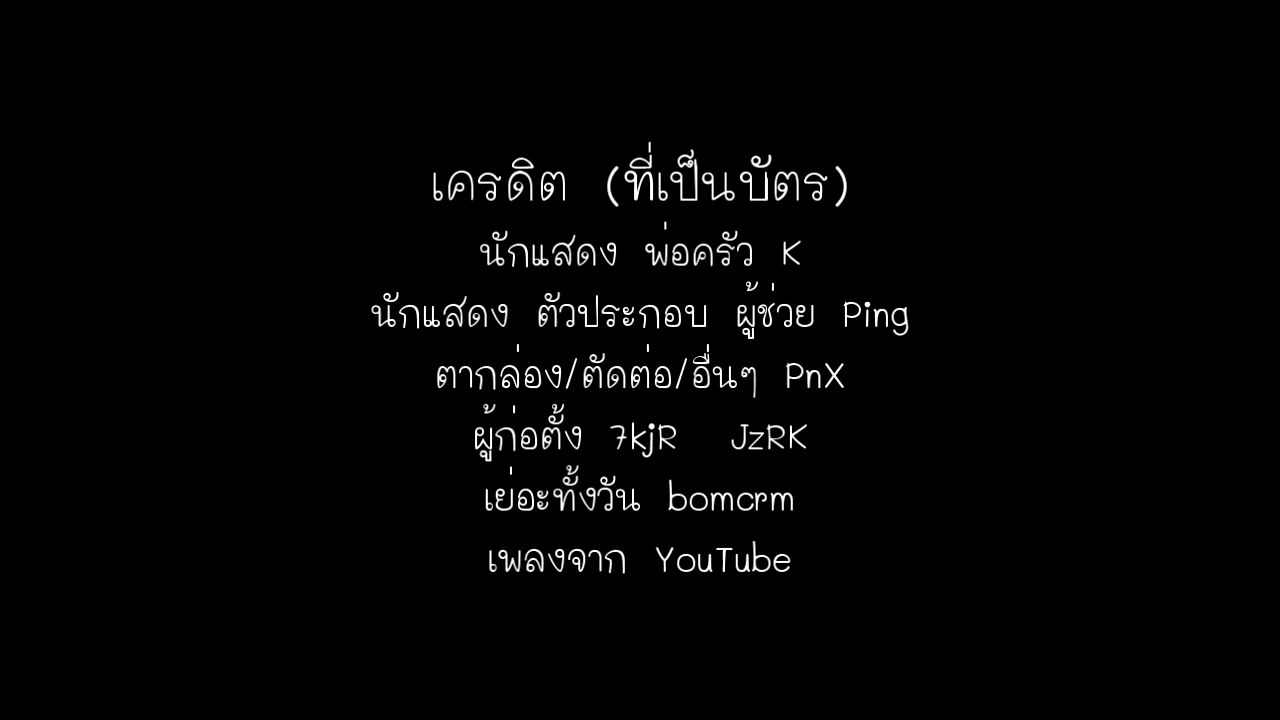 เครดิต (ที่เป็นบัตร)
นักแสดง พ่อครัว K
นักแสดง ตัวประกอบ ผู้ช่วย Ping
ตากล่อง/ตัดต่อ/อื่นๆ PnX
ผู้ก่อตั้ง 7kjR JzRK
เย่อะทั้งวัน bomcrm
เพลงจาก YouTube